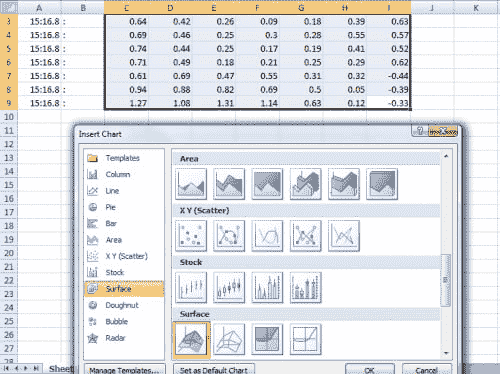 A B C D E F G H I J K L
3 15:16.8 : 0.64 0.42 0.26 0.09 0.18 0.39 0.63
4 15:16.8 : 0.69 0.46 0.25 0.3 0.28 0.55 0.57
5 15:16.8 : 0.74 0.44 0.25 0.17 0.19 0.41 0.52
6 15:16.8 : 0.71 0.49 0.18 0.21 0.25 0.29 0.62
7 15:16.8 : 0.61 0.69 0.47 0.55 0.31 0.32 -0.44
8 15:16.8 : 0.94 0.88 0.82 0.69 0.5 0.05 -0.39
9 15:16.8 : 1.27 1.08 1.31 1.14 0.63 0.12 -0.33
10
11
12
13
14
15
16
17
18
19
20
21
22
23
24
25
26
27
28
Insert Chart
Templates
Column
Line
Pie
Bar
Area
X Y (Scatter)
Stock
Surface
Doughnut
Bubble
Radar
Area
X Y (Scatter)
Stock
Surface
Manage Templates...
Set as Default Chart
OK
Cancel
Sheet